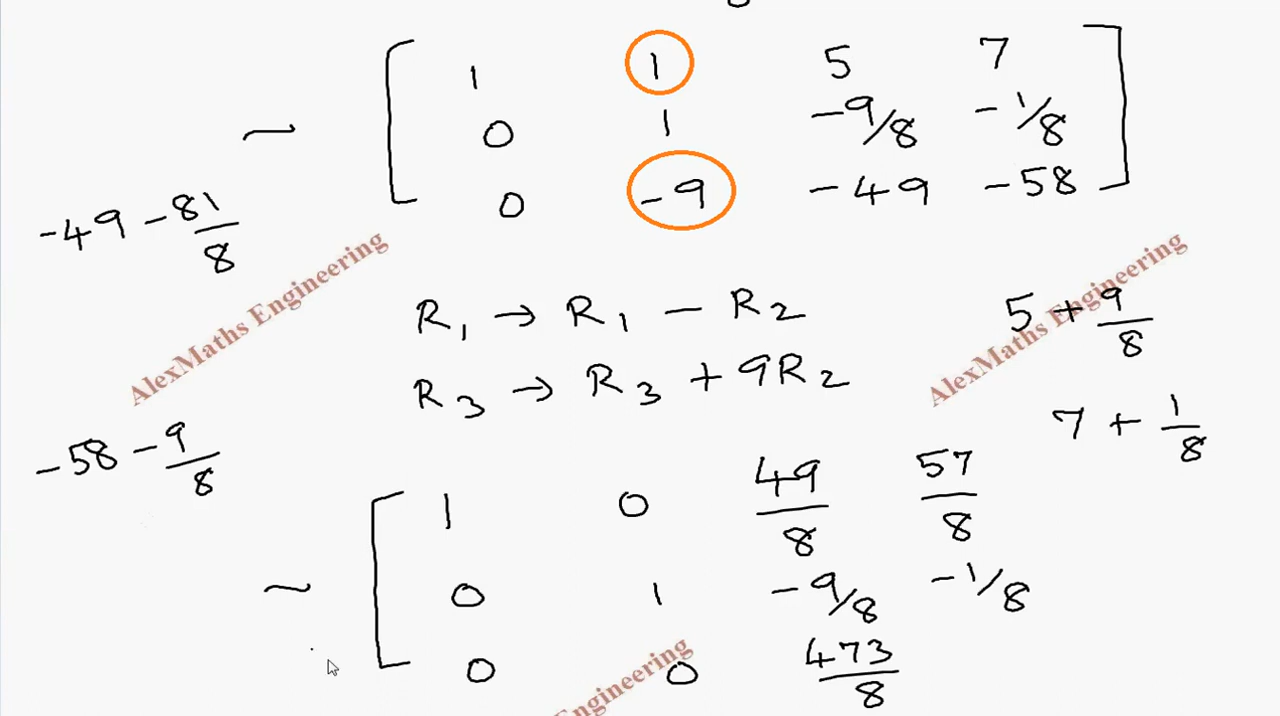 1 1 5 7
~ 0 1 -9/8 -1/8
0 -9 -49 -58
-49 - 81/8
R1 → R1 - R2
5 + 9/8
R3 → R3 + 9R2
7 + 1/8
-58 - 9/8
1 0 49/8 57/8
~ 0 1 -9/8 -1/8
0 0 473/8
AlexMaths Engineering
AlexMaths Engineering
Engineering